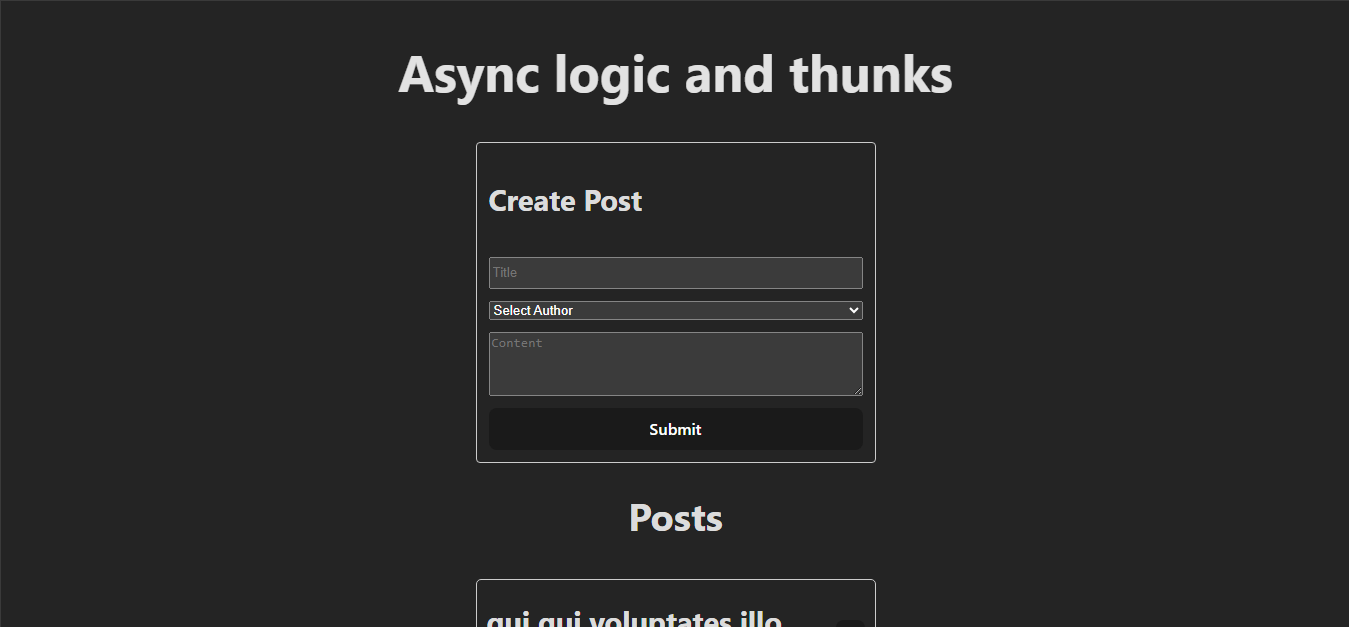 Async logic and thunks
Create Post
Title
Select Author
Content
Submit
Posts
qui qui voluptates illo